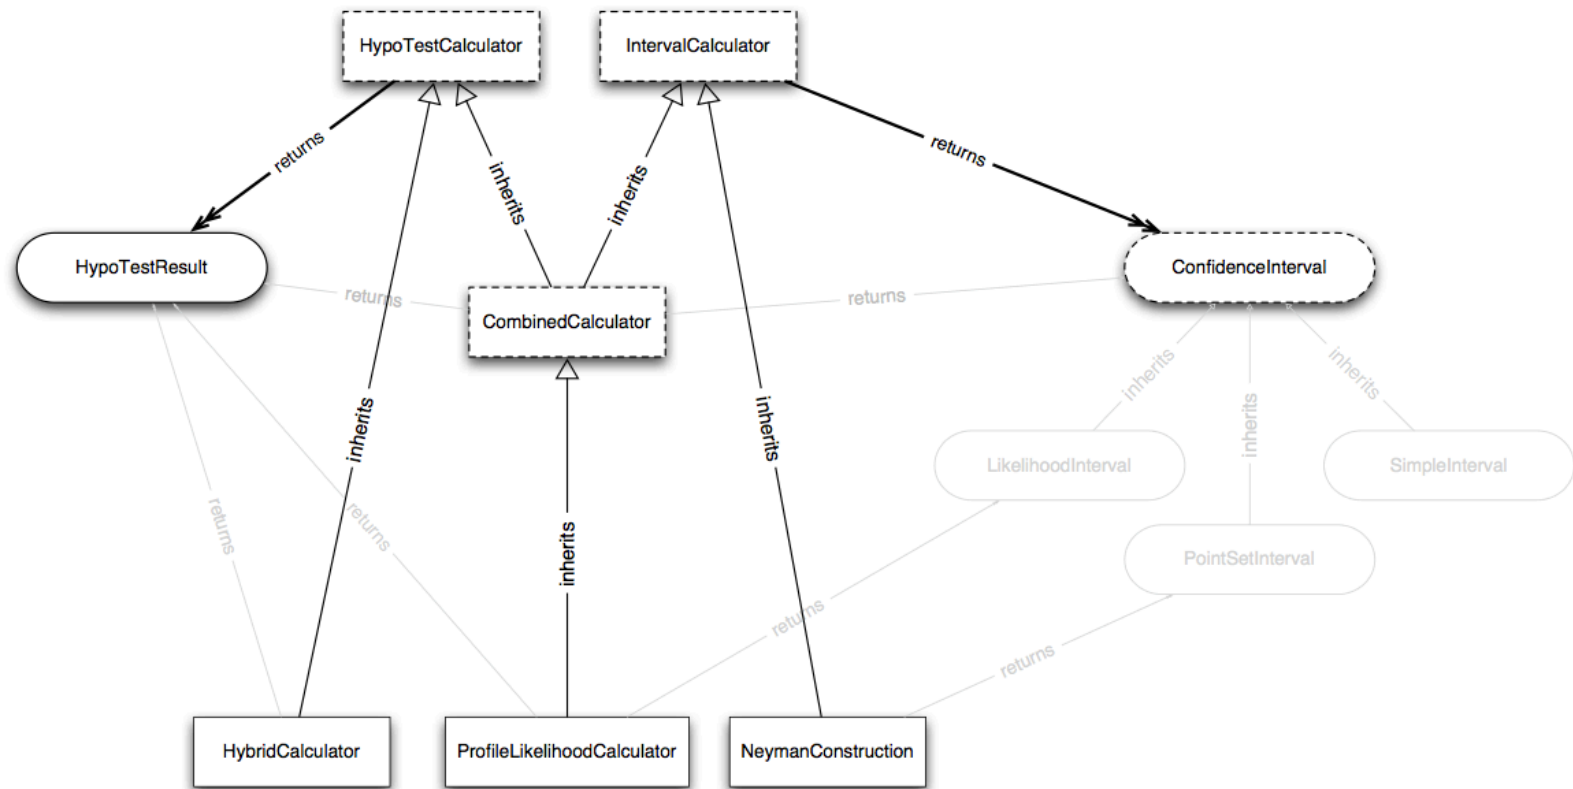 HypoTestCalculator
IntervalCalculator
returns
returns
inherits
inherits
HypoTestResult
ConfidenceInterval
returns
returns
CombinedCalculator
inherits
inherits
inherits
inherits
inherits
LikelihoodInterval
SimpleInterval
inherits
returns
returns
inherits
PointSetInterval
returns
returns
HybridCalculator
ProfileLikelihoodCalculator
NeymanConstruction